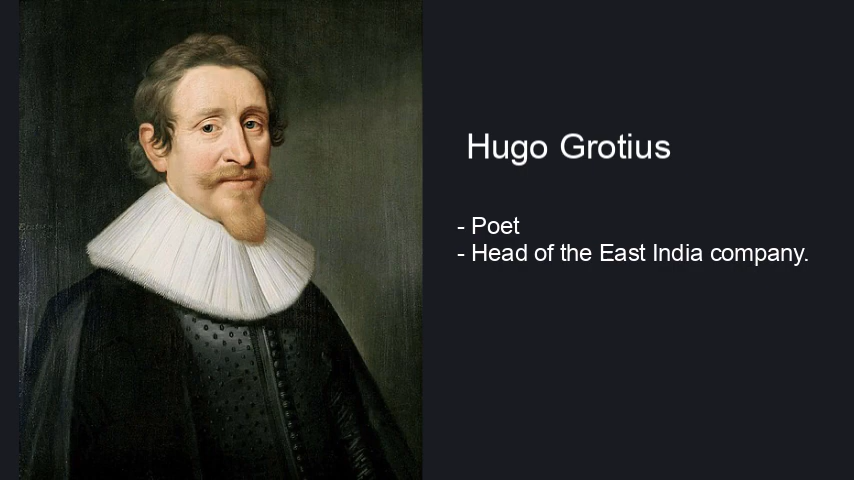 Hugo Grotius
- Poet
- Head of the East India company.